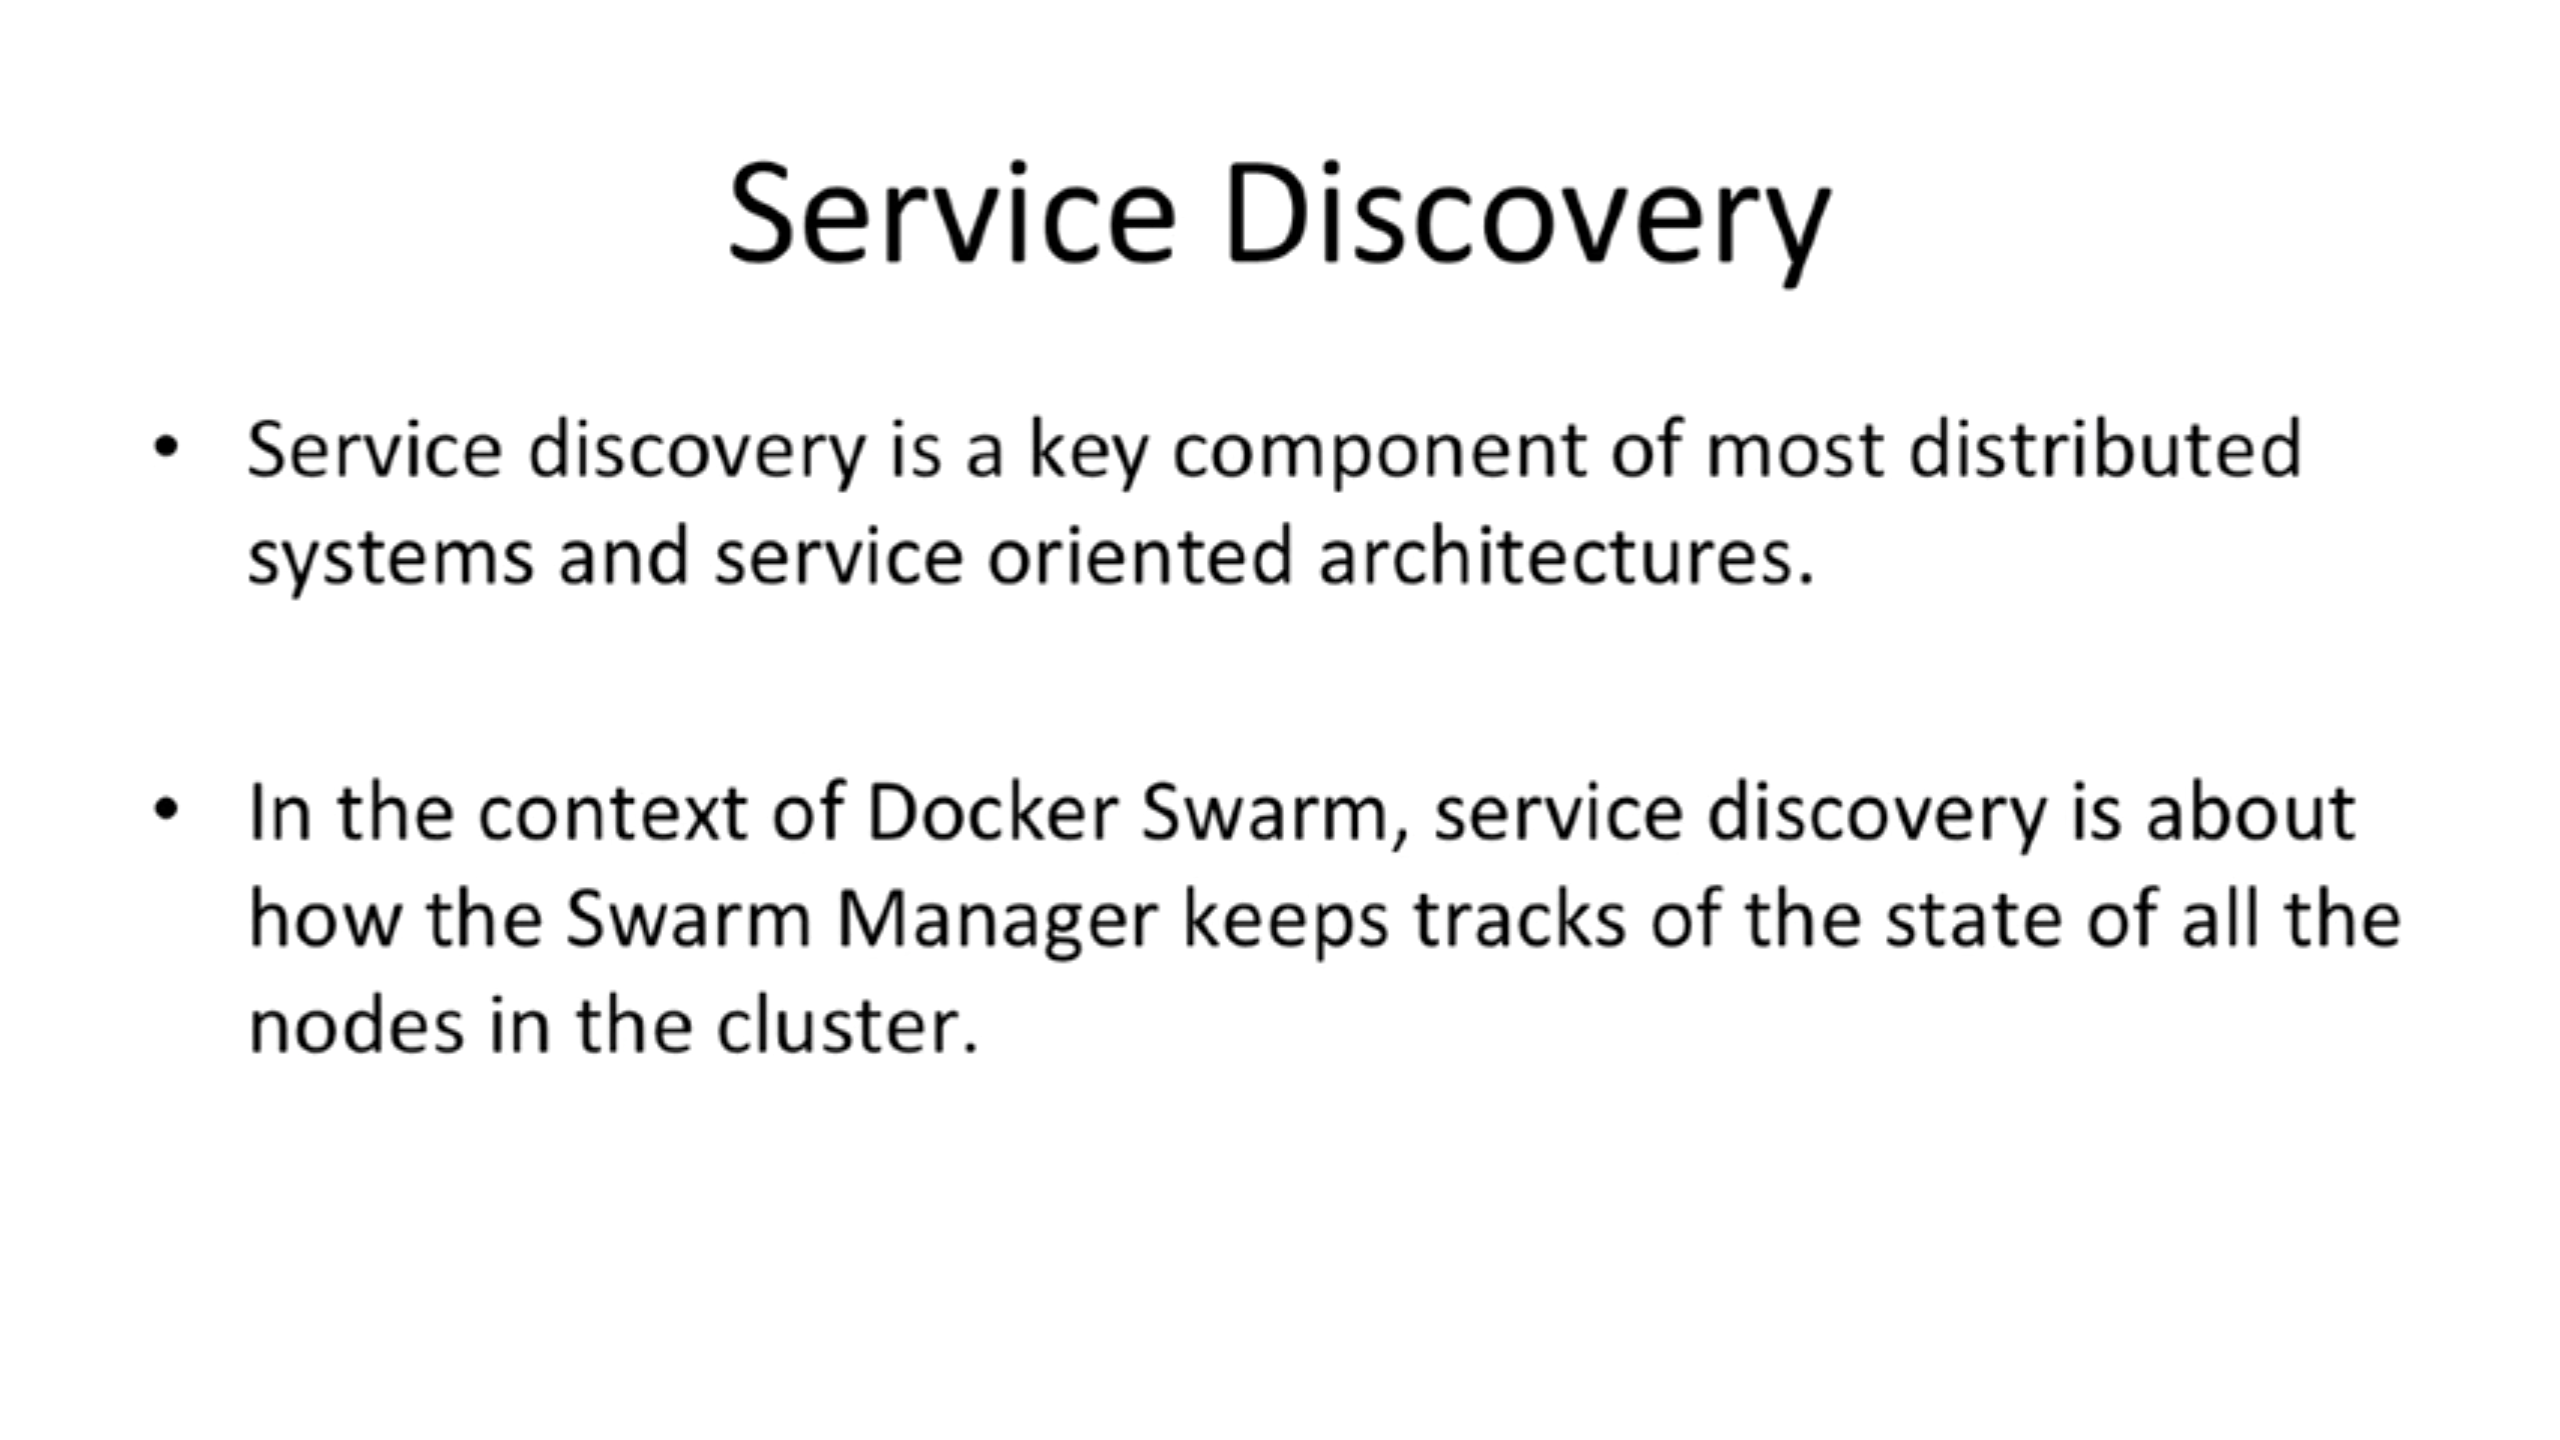 Service Discovery
• Service discovery is a key component of most distributed
systems and service oriented architectures.
• In the context of Docker Swarm, service discovery is about
how the Swarm Manager keeps tracks of the state of all the
nodes in the cluster.